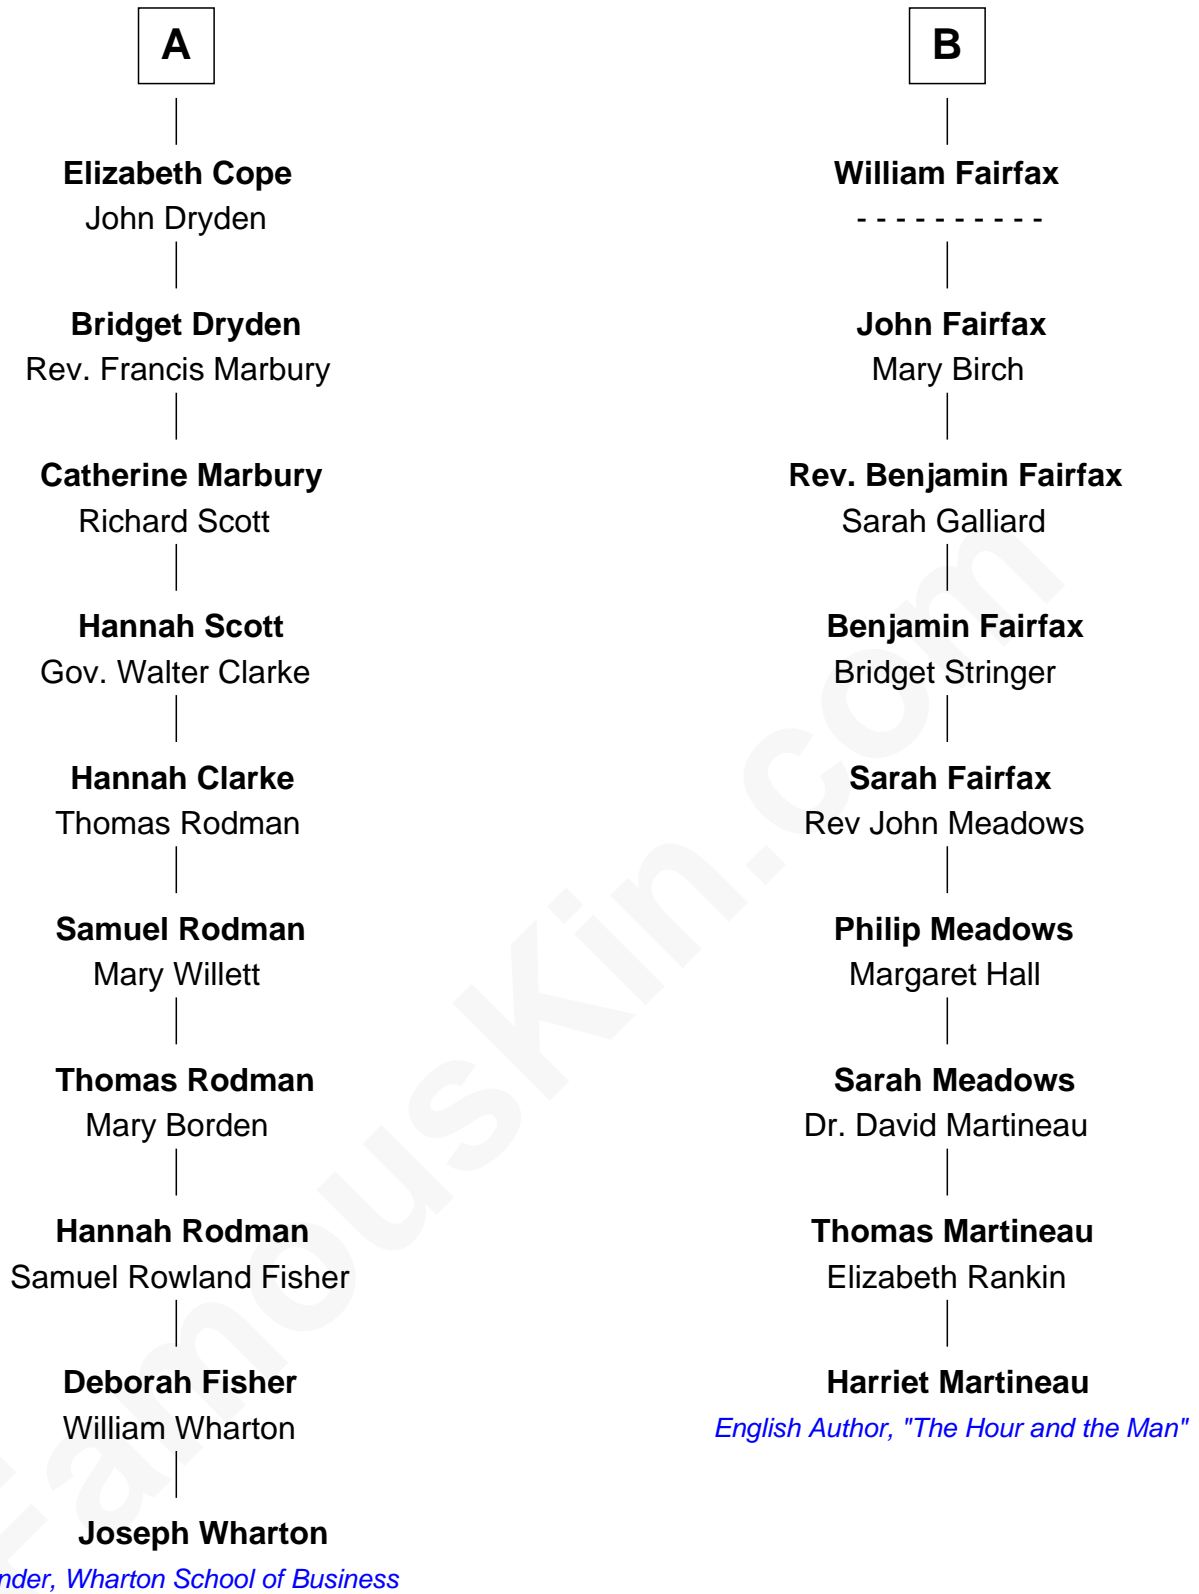 A
Elizabeth Cope
John Dryden
Bridget Dryden
Rev. Francis Marbury
Catherine Marbury
Richard Scott
Hannah Scott
Gov. Walter Clarke
Hannah Clarke
Thomas Rodman
Samuel Rodman
Mary Willett
Thomas Rodman
Mary Borden
Hannah Rodman
Samuel Rowland Fisher
Deborah Fisher
William Wharton
Joseph Wharton
nder, Wharton School of Business
B
William Fairfax
- - - - - - - - - -
John Fairfax
Mary Birch
Rev. Benjamin Fairfax
Sarah Galliard
Benjamin Fairfax
Bridget Stringer
Sarah Fairfax
Rev John Meadows
Philip Meadows
Margaret Hall
Sarah Meadows
Dr. David Martineau
Thomas Martineau
Elizabeth Rankin
Harriet Martineau
English Author, "The Hour and the Man"
FamousKin.com